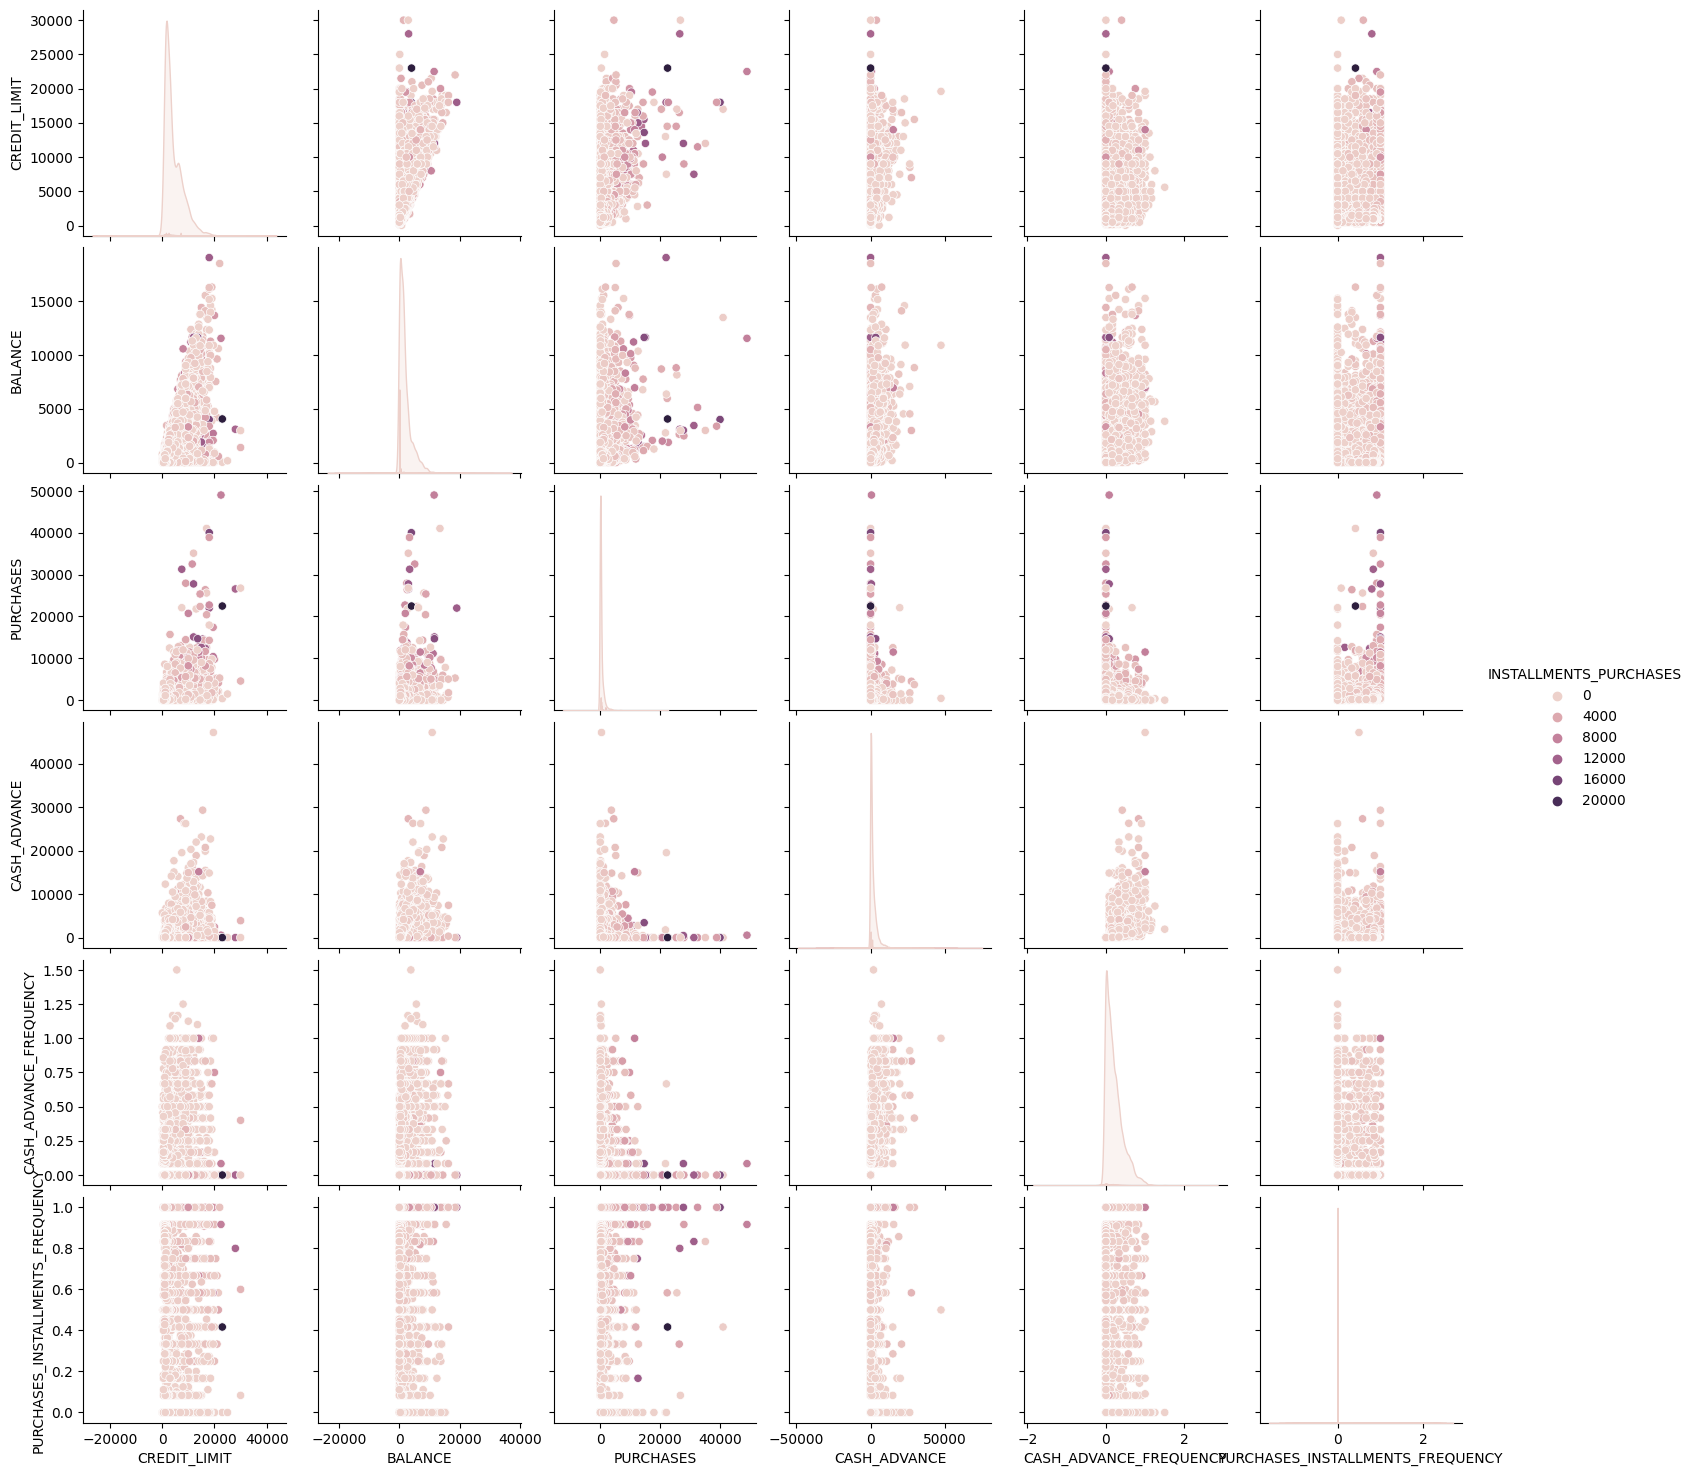 CREDIT_LIMIT
30000
25000
20000
15000
10000
5000
0
BALANCE
15000
10000
5000
0
PURCHASES
50000
40000
30000
20000
10000
0
CASH_ADVANCE
40000
30000
20000
10000
0
CASH_ADVANCE_FREQUENCY
1.50
1.25
1.00
0.75
0.50
0.25
0.00
PURCHASES_INSTALLMENTS_FREQUENCY
1.0
0.8
0.6
0.4
0.2
0.0
−20000 0 20000 40000
CREDIT_LIMIT
−20000 0 20000 40000
BALANCE
0 20000 40000
PURCHASES
−50000 0 50000
CASH_ADVANCE
−2 0 2
CASH_ADVANCE_FREQUENCY
0 2
PURCHASES_INSTALLMENTS_FREQUENCY
INSTALLMENTS_PURCHASES
0
4000
8000
12000
16000
20000